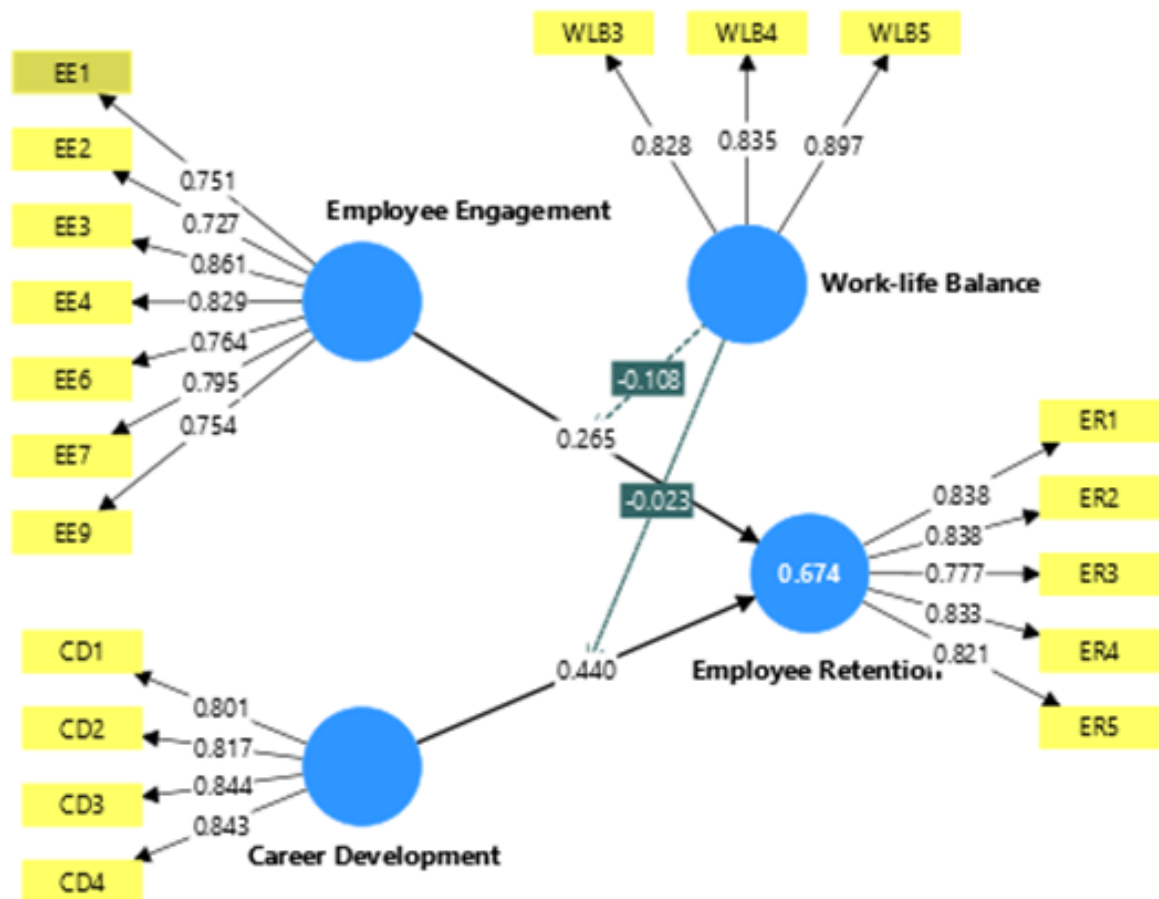 WLB3 WLB4 WLB5
EE1
EE2
EE3
EE4
EE6
EE7
EE9
0.751
0.727
0.861
0.829
0.764
0.795
0.754
Employee Engagement
0.828 0.835 0.897
Work-life Balance
-0.108
0.265
-0.023
0.440
0.674
Employee Retention
0.838
0.838
0.777
0.833
0.821
ER1
ER2
ER3
ER4
ER5
CD1
CD2
CD3
CD4
0.801
0.817
0.844
0.843
Career Development